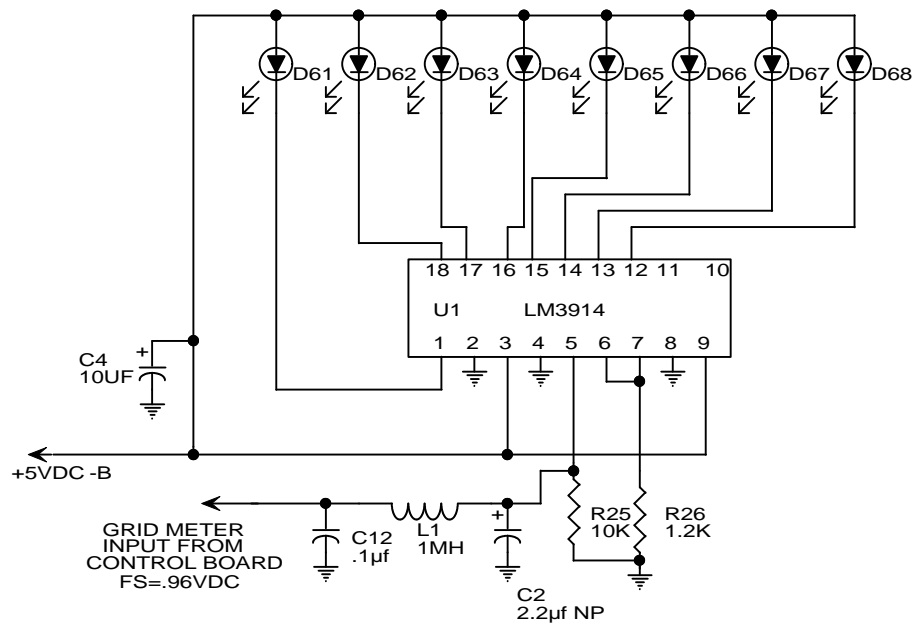 D61 D62 D63 D64 D65 D66 D67 D68
18 17 16 15 14 13 12 11 10
U1 LM3914
1 2 3 4 5 6 7 8 9
+
C4
10UF
+5VDC -B
GRID METER
INPUT FROM
CONTROL BOARD
FS=.96VDC
C12
.1µf
L1
1MH
+
C2
2.2µf NP
R25
10K
R26
1.2K